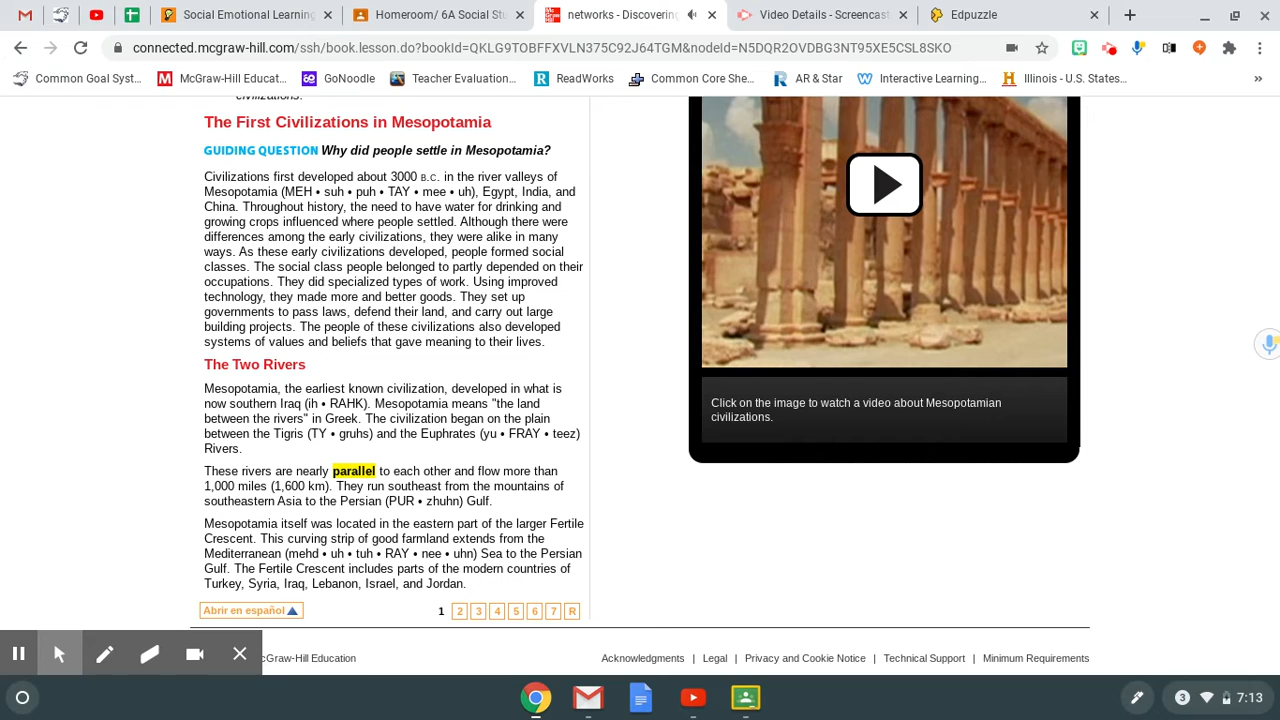 Social Emotional Learning
Homeroom/ 6A Social Stu
networks - Discovering
Video Details - Screencast
Edpuzzle
connected.mcgraw-hill.com/ssh/book.lesson.do?bookId=QKLG9TOBFFXVLN375C92J64TGM&nodeId=N5DQR2OVDBG3NT95XE5CSL8SKO
Common Goal Syst...
McGraw-Hill Educat...
GoNoodle
Teacher Evaluation...
ReadWorks
Common Core She...
AR & Star
Interactive Learning...
Illinois - U.S. States...
»
civilizations.
The First Civilizations in Mesopotamia
GUIDING QUESTION Why did people settle in Mesopotamia?
Civilizations first developed about 3000 B.C. in the river valleys of
Mesopotamia (MEH • suh • puh • TAY • mee • uh), Egypt, India, and
China. Throughout history, the need to have water for drinking and
growing crops influenced where people settled. Although there were
differences among the early civilizations, they were alike in many
ways. As these early civilizations developed, people formed social
classes. The social class people belonged to partly depended on their
occupations. They did specialized types of work. Using improved
technology, they made more and better goods. They set up
governments to pass laws, defend their land, and carry out large
building projects. The people of these civilizations also developed
systems of values and beliefs that gave meaning to their lives.
The Two Rivers
Mesopotamia, the earliest known civilization, developed in what is
now southern Iraq (ih • RAHK). Mesopotamia means "the land
between the rivers" in Greek. The civilization began on the plain
between the Tigris (TY • gruhs) and the Euphrates (yu • FRAY • teez)
Rivers.
These rivers are nearly parallel to each other and flow more than
1,000 miles (1,600 km). They run southeast from the mountains of
southeastern Asia to the Persian (PUR • zhuhn) Gulf.
Mesopotamia itself was located in the eastern part of the larger Fertile
Crescent. This curving strip of good farmland extends from the
Mediterranean (mehd • uh • tuh • RAY • nee • uhn) Sea to the Persian
Gulf. The Fertile Crescent includes parts of the modern countries of
Turkey, Syria, Iraq, Lebanon, Israel, and Jordan.
Click on the image to watch a video about Mesopotamian
civilizations.
Abrir en español
1 2 3 4 5 6 7 R
cGraw-Hill Education
Acknowledgments | Legal | Privacy and Cookie Notice | Technical Support | Minimum Requirements
3
7:13